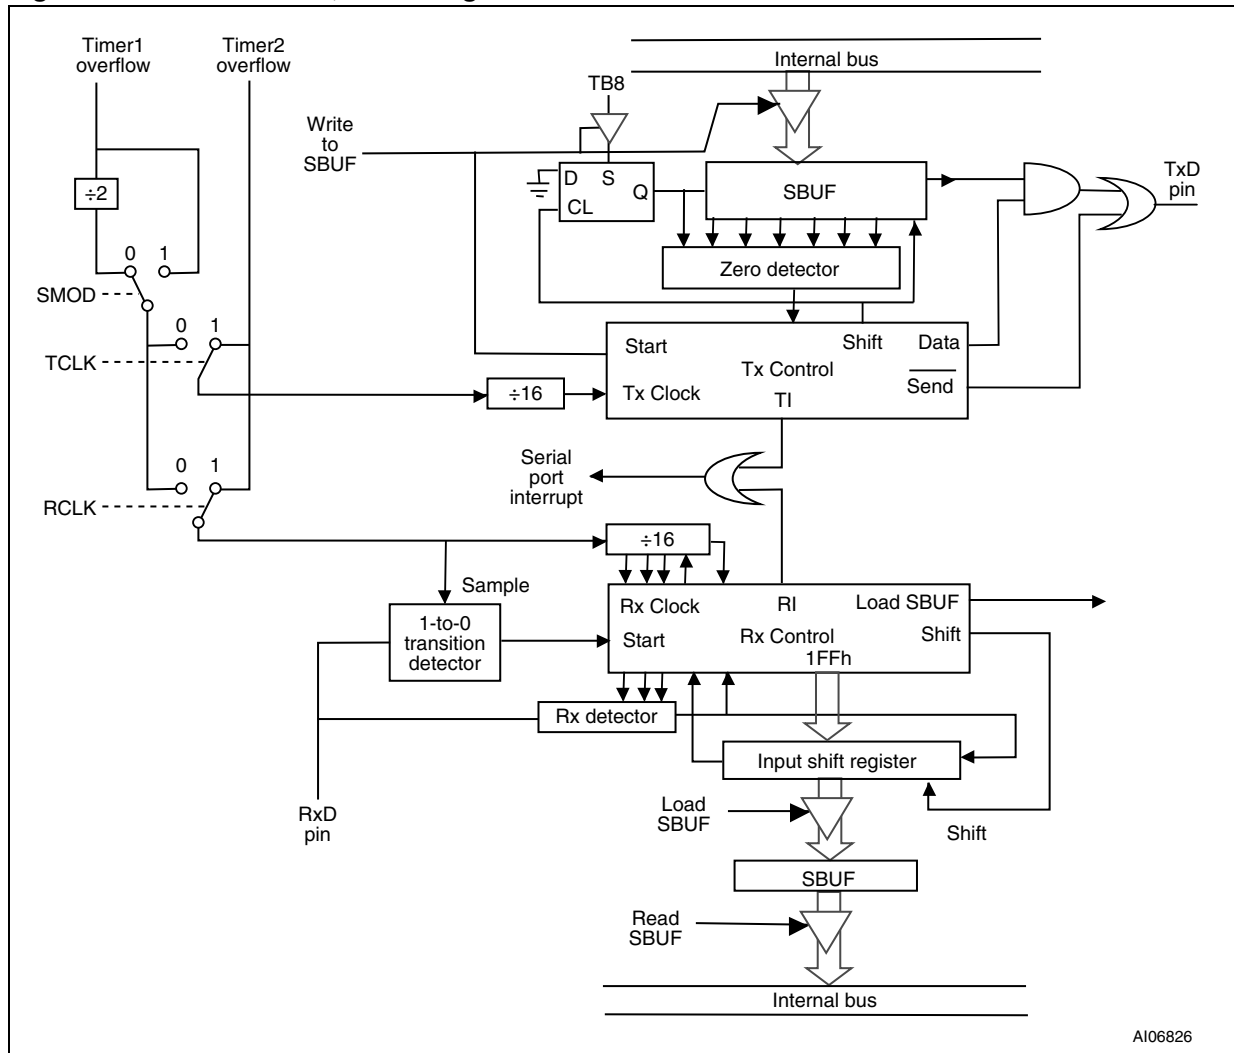 Timer1
overflow
Timer2
overflow
Internal bus
TB8
Write
to
SBUF
÷2
D S
Q
CL
SBUF
TxD
pin
0 1
Zero detector
SMOD
0 1
TCLK
Start
Shift
Data
Tx Control
Send
Tx Clock
TI
÷16
Serial
port
interrupt
0 1
RCLK
÷16
Sample
Rx Clock
RI
Load SBUF
1-to-0
transition
detector
Start
Rx Control
Shift
1FFh
Rx detector
Input shift register
RxD
pin
Load
SBUF
Shift
SBUF
Read
SBUF
Internal bus
AI06826